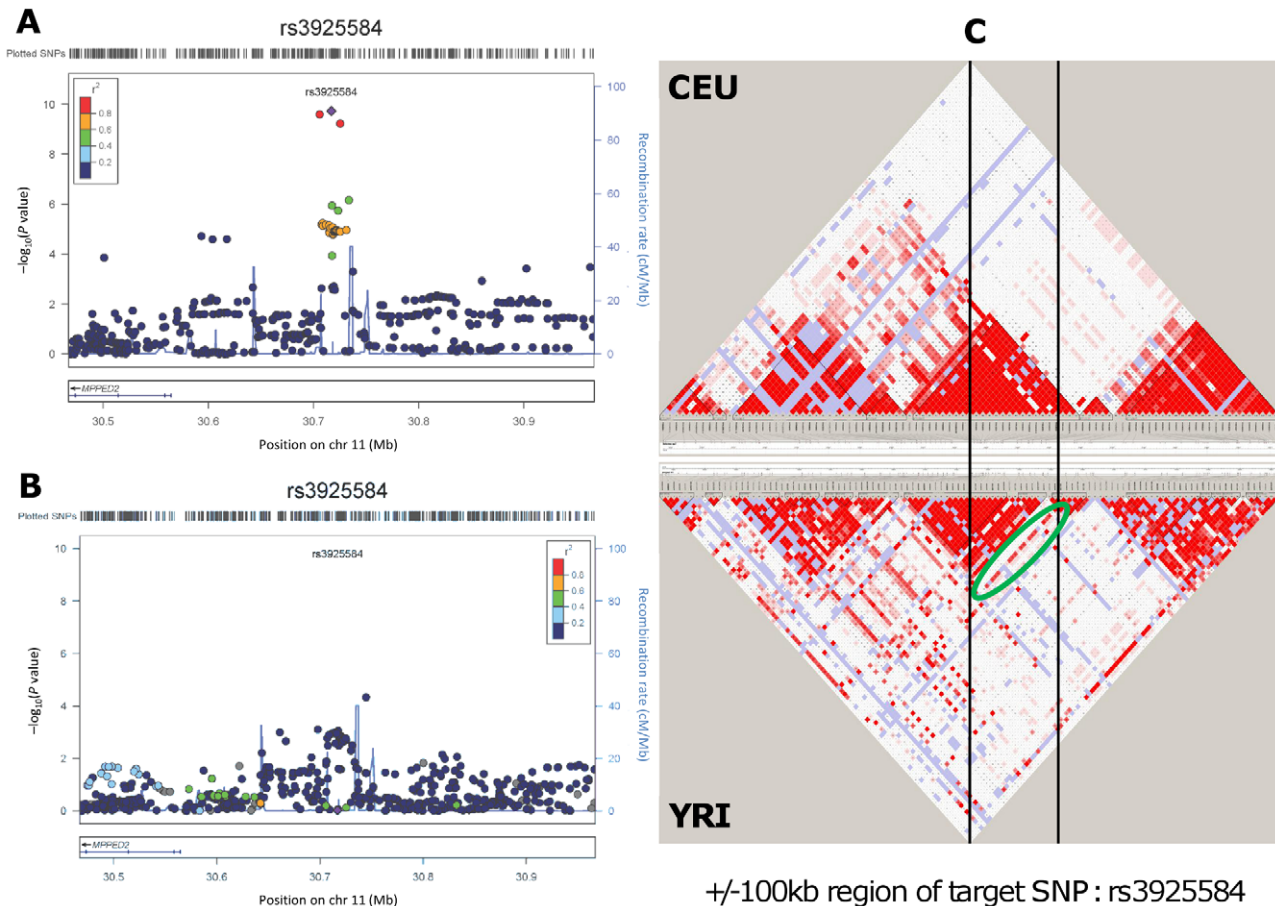 A
rs3925584
Plotted SNPs
r²
0.8
0.6
0.4
0.2
rs3925584
10
8
6
4
2
0
−log₁₀(P value)
100
80
60
40
20
0
Recombination rate (cM/Mb)
←MPPED2
30.5 30.6 30.7 30.8 30.9
Position on chr 11 (Mb)
B
rs3925584
Plotted SNPs
rs3925584
r²
0.8
0.6
0.4
0.2
10
8
6
4
2
0
−log₁₀(P value)
100
80
60
40
20
0
Recombination rate (cM/Mb)
←MPPED2
30.5 30.6 30.7 30.8 30.9
Position on chr 11 (Mb)
C
CEU
YRI
+/-100kb region of target SNP : rs3925584